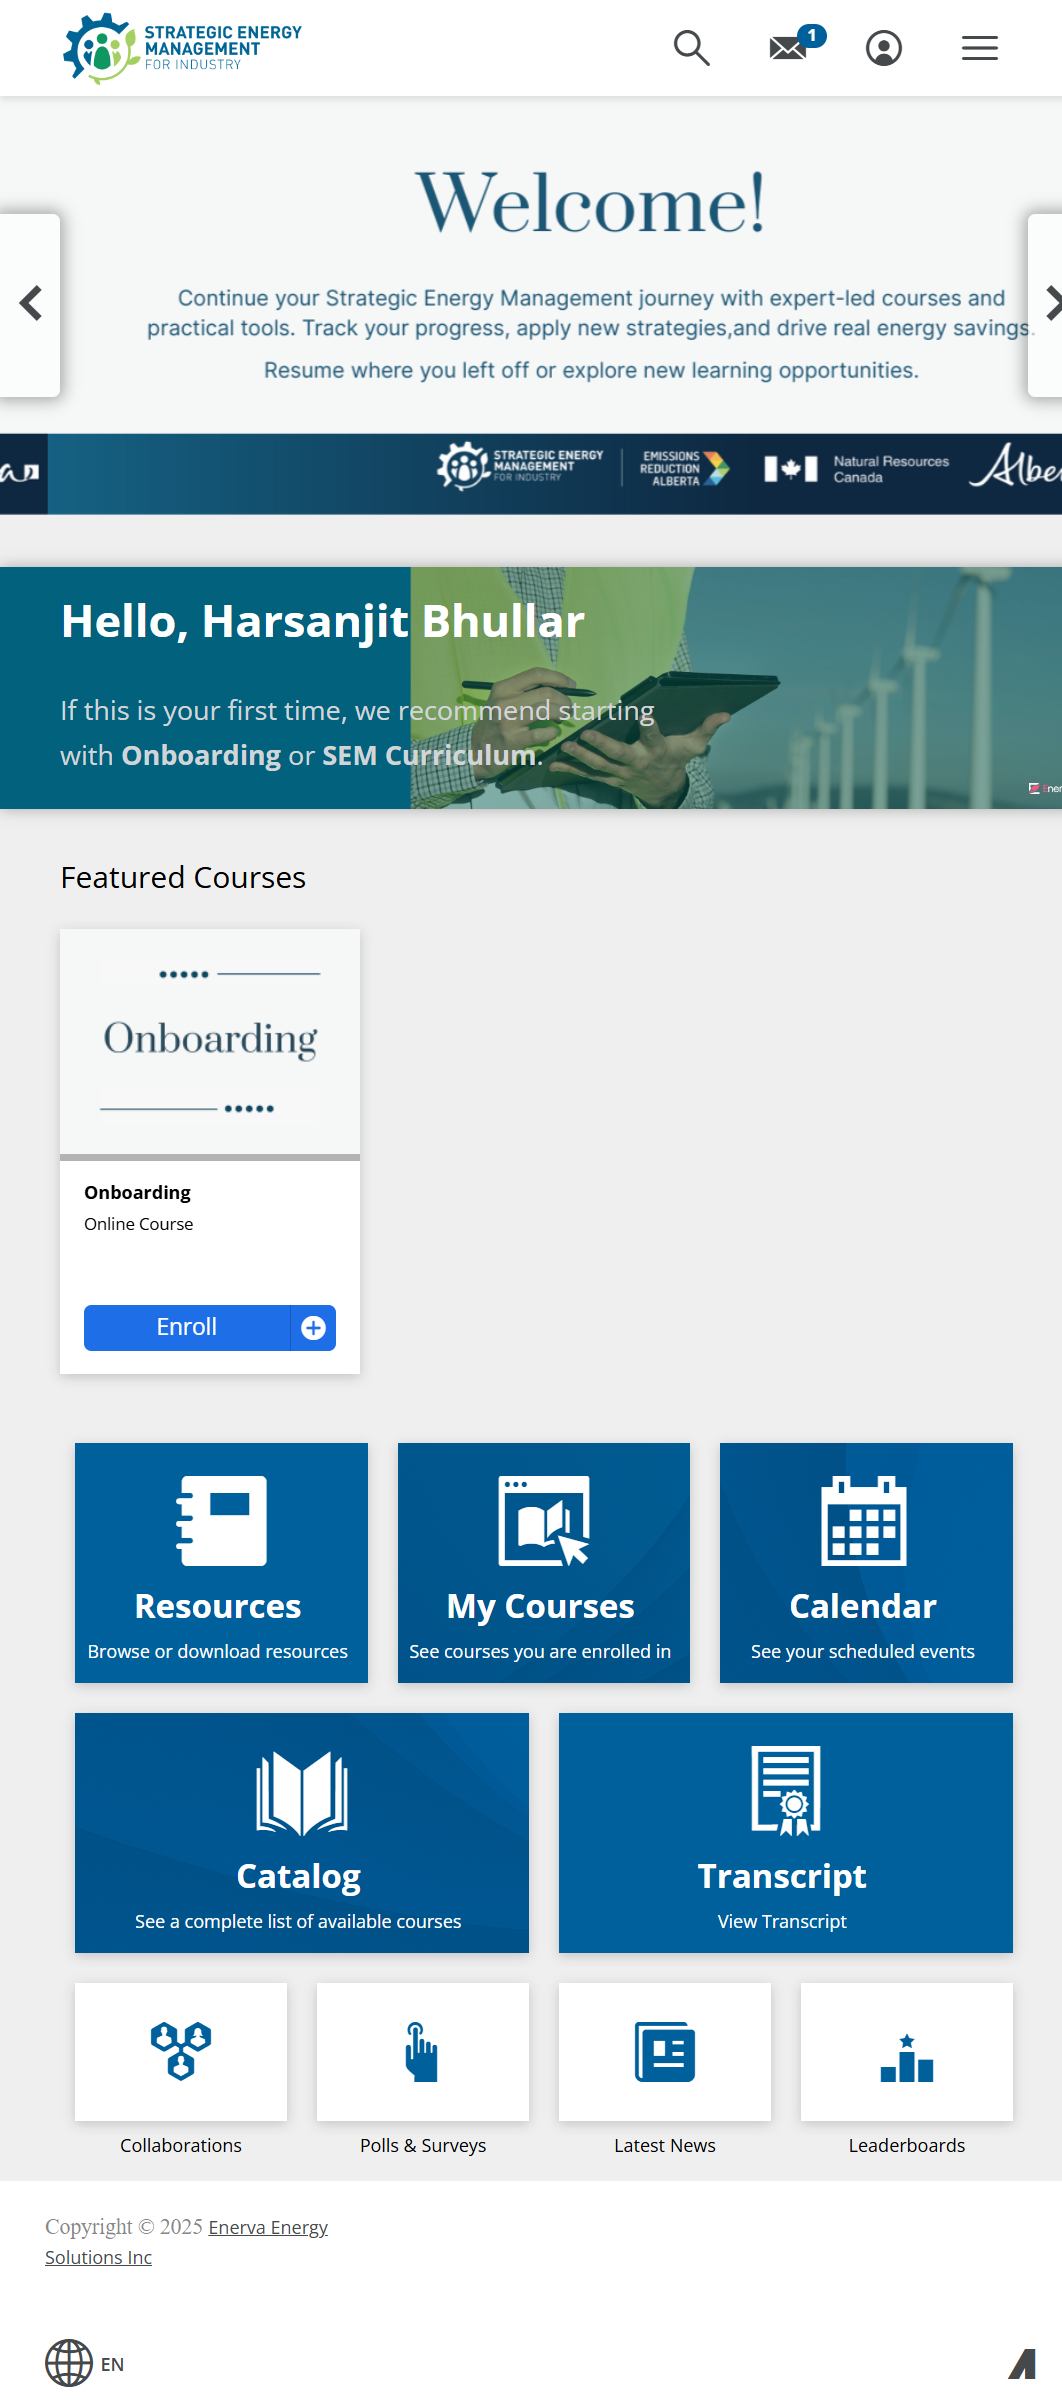 STRATEGIC ENERGY
MANAGEMENT
FOR INDUSTRY
1
Welcome!
Continue your Strategic Energy Management journey with expert-led courses and
practical tools. Track your progress, apply new strategies,and drive real energy savings.
Resume where you left off or explore new learning opportunities.
STRATEGIC ENERGY
MANAGEMENT
FOR INDUSTRY
EMISSIONS
REDUCTION
ALBERTA
Natural Resources
Canada
Hello, Harsanjit Bhullar
If this is your first time, we recommend starting
with Onboarding or SEM Curriculum.
Featured Courses
Onboarding
Onboarding
Online Course
Enroll
Resources
Browse or download resources
My Courses
See courses you are enrolled in
Calendar
See your scheduled events
Catalog
See a complete list of available courses
Transcript
View Transcript
Collaborations
Polls & Surveys
Latest News
Leaderboards
Copyright © 2025 Enerva Energy
Solutions Inc
EN